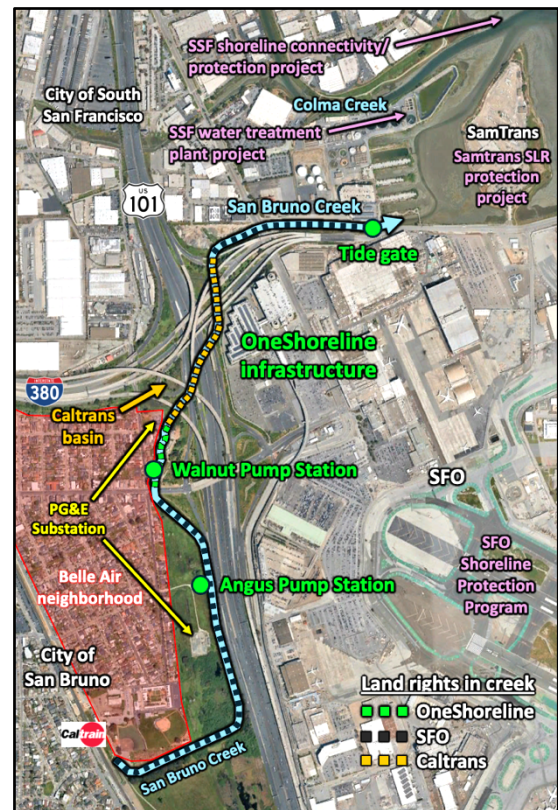 SSF shoreline connectivity/
protection project
City of South
San Francisco
Colma Creek
SSF water treatment
plant project
SamTrans
Samtrans SLR
protection
project
US
101
San Bruno Creek
Tide gate
OneShoreline
infrastructure
INTERSTATE
380
Caltrans
basin
Walnut Pump Station
SFO
PG&E
Substation
SFO
Shoreline
Protection
Program
Belle Air
neighborhood
Angus Pump Station
City of
San Bruno
Land rights in creek
OneShoreline
SFO
Caltrans
Caltrain
San Bruno Creek